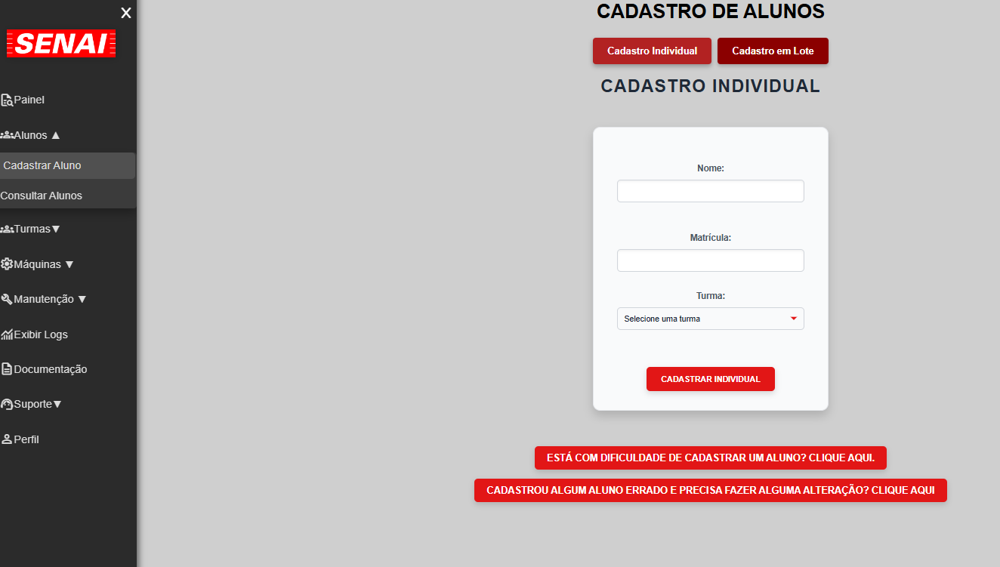 X
SENAI
Painel
Alunos ▲
Cadastrar Aluno
Consultar Alunos
Turmas▼
Máquinas ▼
Manutenção ▼
Exibir Logs
Documentação
Suporte▼
Perfil
CADASTRO DE ALUNOS
Cadastro Individual Cadastro em Lote
CADASTRO INDIVIDUAL
Nome:
Matrícula:
Turma:
Selecione uma turma
CADASTRAR INDIVIDUAL
ESTÁ COM DIFICULDADE DE CADASTRAR UM ALUNO? CLIQUE AQUI.
CADASTROU ALGUM ALUNO ERRADO E PRECISA FAZER ALGUMA ALTERAÇÃO? CLIQUE AQUI